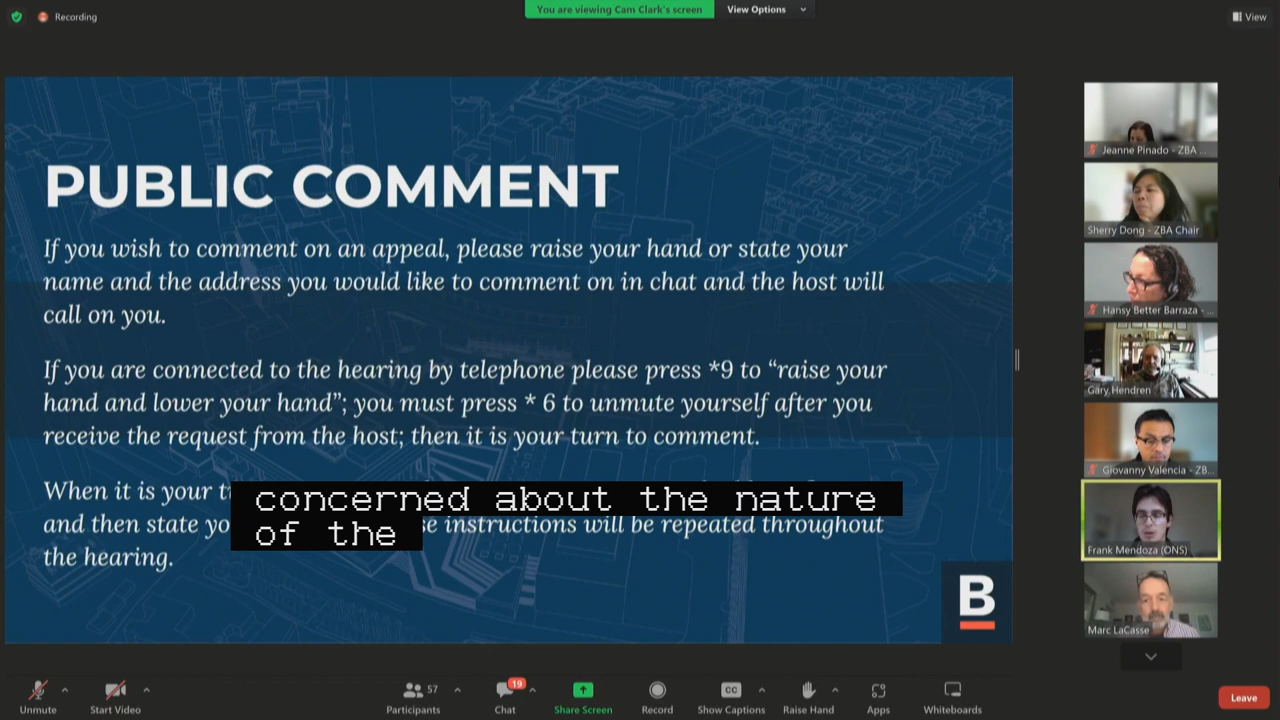 Recording
You are viewing Cam Clark's screen
View Options
View
PUBLIC COMMENT
If you wish to comment on an appeal, please raise your hand or state your
name and the address you would like to comment on in chat and the host will
call on you.
If you are connected to the hearing by telephone please press *9 to “raise your
hand and lower your hand”; you must press * 6 to unmute yourself after you
receive the request from the host; then it is your turn to comment.
When it is your
and then state instructions will be repeated throughout
the hearing.
concerned about the nature
of the
B
Jeanne Pinado - ZBA ...
Sherry Dong - ZBA Chair
Hansy Better Barraza - ...
Gary Hendren
Giovanny Valencia - ZB...
Frank Mendoza (ONS)
Marc LaCasse
Unmute
Start Video
57
Participants
19
Chat
Share Screen
Record
CC
Show Captions
Raise Hand
Apps
Whiteboards
Leave